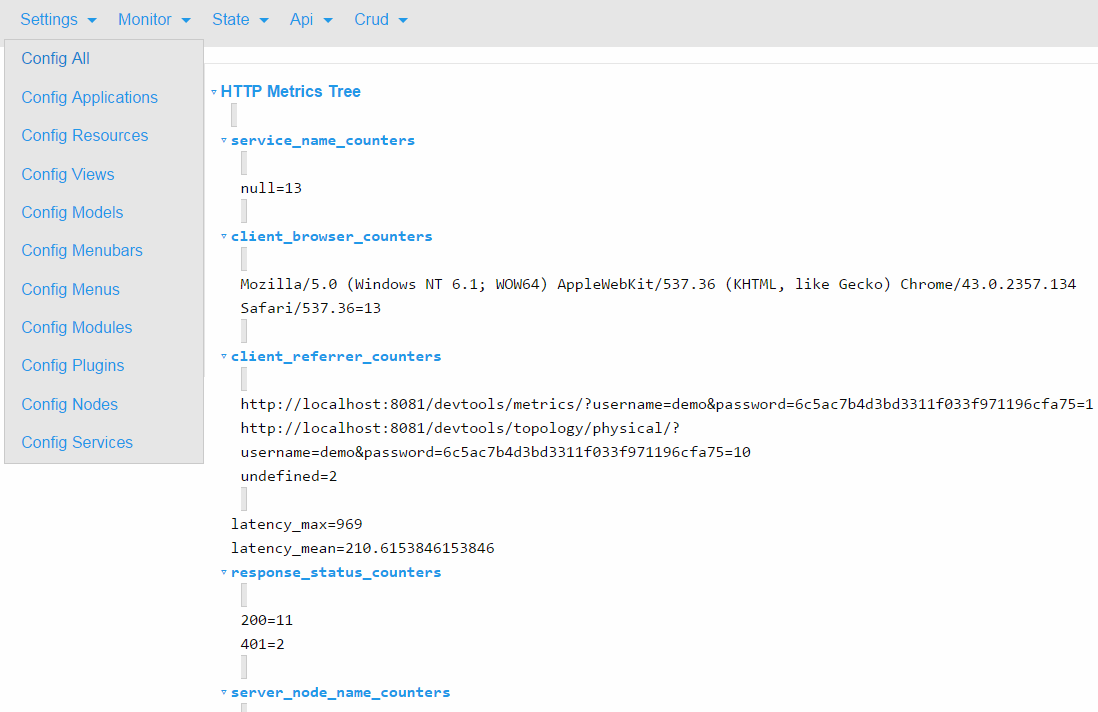 Settings Monitor State Api Crud
Config All
Config Applications
Config Resources
Config Views
Config Models
Config Menubars
Config Menus
Config Modules
Config Plugins
Config Nodes
Config Services
HTTP Metrics Tree
service_name_counters
null=13
client_browser_counters
Mozilla/5.0 (Windows NT 6.1; WOW64) AppleWebKit/537.36 (KHTML, like Gecko) Chrome/43.0.2357.134
Safari/537.36=13
client_referrer_counters
http://localhost:8081/devtools/metrics/?username=demo&password=6c5ac7b4d3bd3311f033f971196cfa75=1
http://localhost:8081/devtools/topology/physical/?
username=demo&password=6c5ac7b4d3bd3311f033f971196cfa75=10
undefined=2
latency_max=969
latency_mean=210.6153846153846
response_status_counters
200=11
401=2
server_node_name_counters